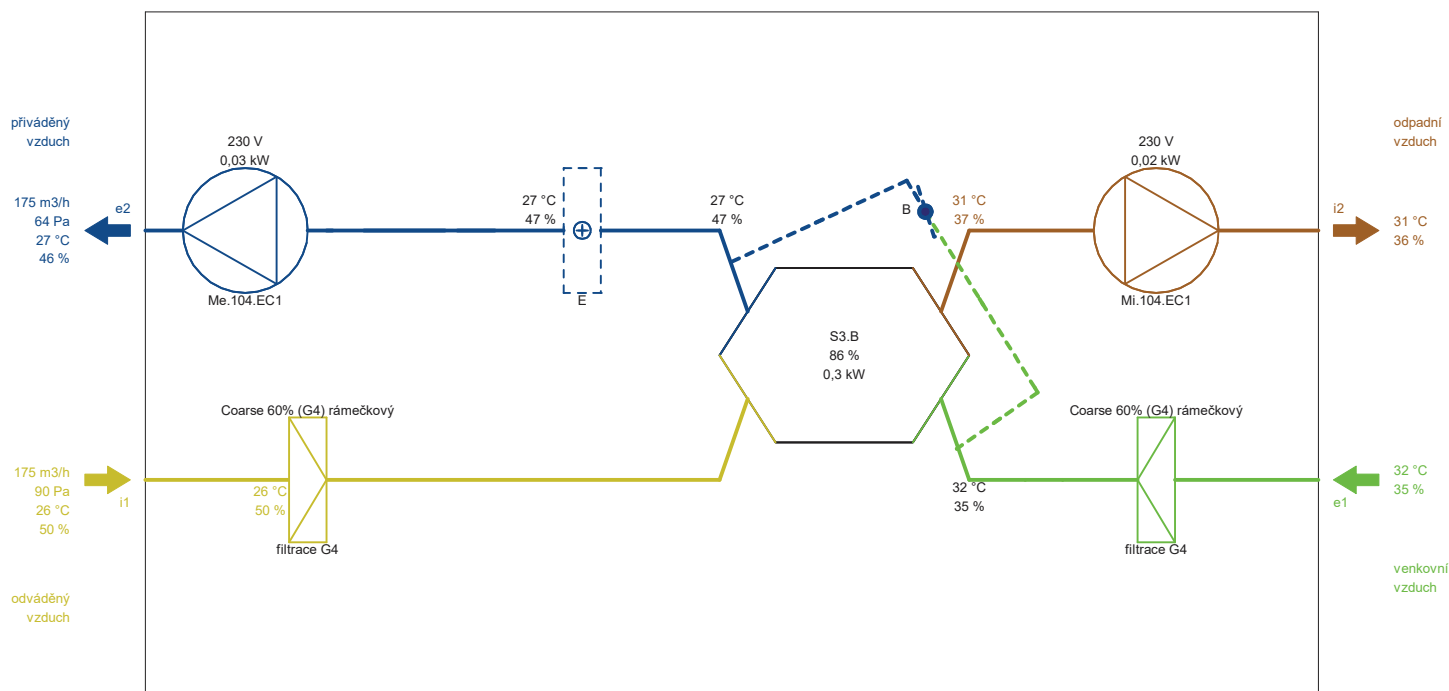 přiváděný
vzduch
175 m3/h
64 Pa
27 °C
46 %
e2
230 V
0,03 kW
Me.104.EC1
27 °C
47 %
E
27 °C
47 %
B
31 °C
37 %
230 V
0,02 kW
Mi.104.EC1
odpadní
vzduch
i2
31 °C
36 %
S3.B
86 %
0,3 kW
175 m3/h
90 Pa
26 °C
50 %
i1
odváděný
vzduch
Coarse 60% (G4) rámečkový
26 °C
50 %
filtrace G4
32 °C
35 %
Coarse 60% (G4) rámečkový
filtrace G4
e1
32 °C
35 %
venkovní
vzduch